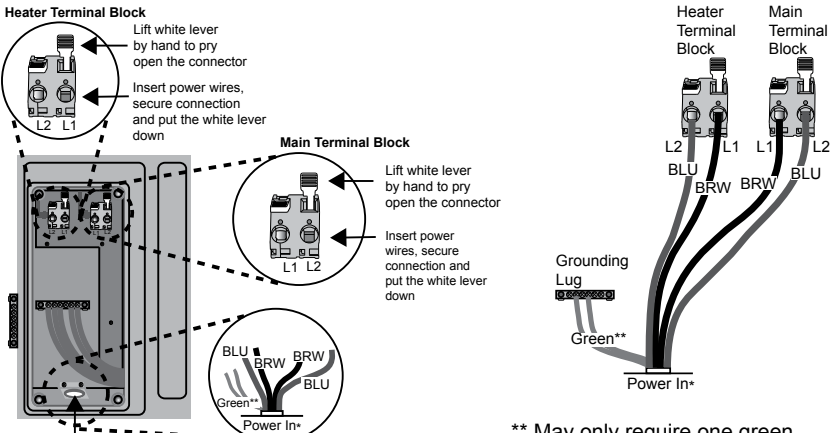 Heater Terminal Block
Lift white lever
by hand to pry
open the connector
Insert power wires,
secure connection
and put the white lever
down
L2 L1
Main Terminal Block
Lift white lever
by hand to pry
open the connector
Insert power
wires, secure
connection and
put the white lever
down
L1 L2
L2 L1
L1 L2
BLU
BRW
BRW
BLU
Green**
Power In*
Heater
Terminal
Block
Main
Terminal
Block
L2
L1
L1
L2
BLU
BRW
BRW
BLU
Grounding
Lug
Green**
Power In*
** May only require one green